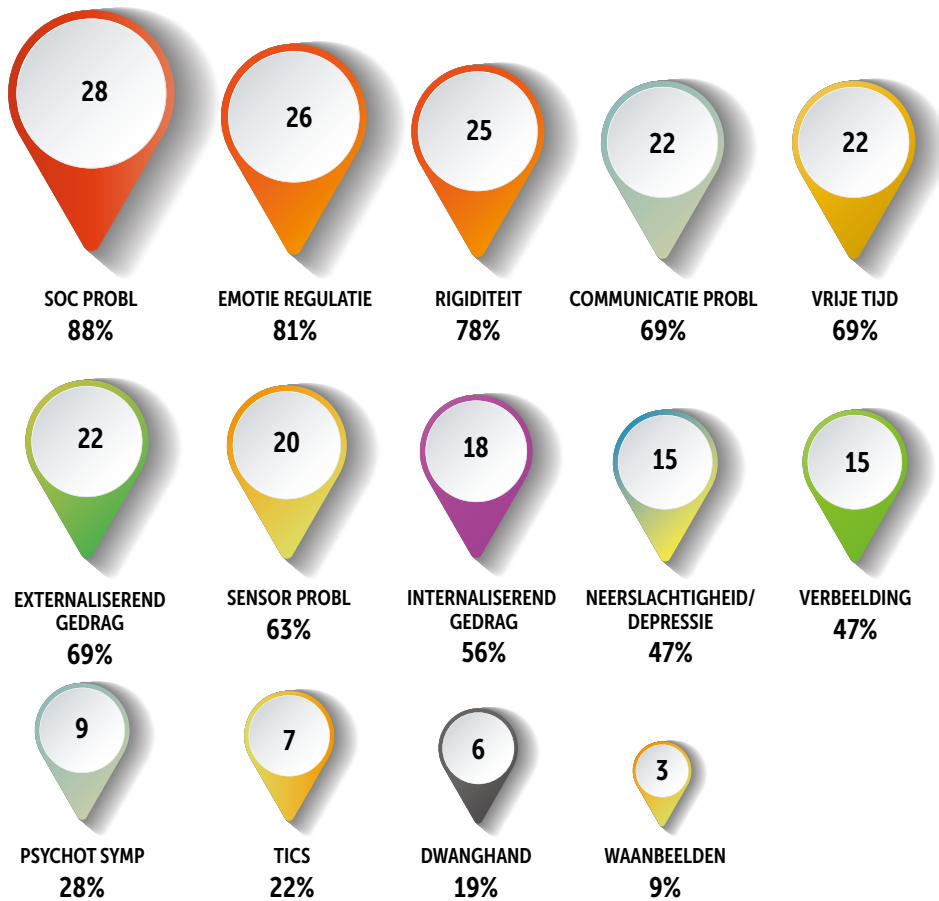 28
26
25
22
22
SOC PROBL
88%
EMOTIE REGULATIE
81%
RIGIDITEIT
78%
COMMUNICATIE PROBL
69%
VRIJE TIJD
69%
22
20
18
15
15
EXTERNALISEREND
GEDRAG
69%
SENSOR PROBL
63%
INTERNALISEREND
GEDRAG
56%
NEERSLACHTIGHEID/
DEPRESSIE
47%
VERBEELDING
47%
9
7
6
3
PSYCHOT SYMP
28%
TICS
22%
DWANGHAND
19%
WAANBEELDEN
9%